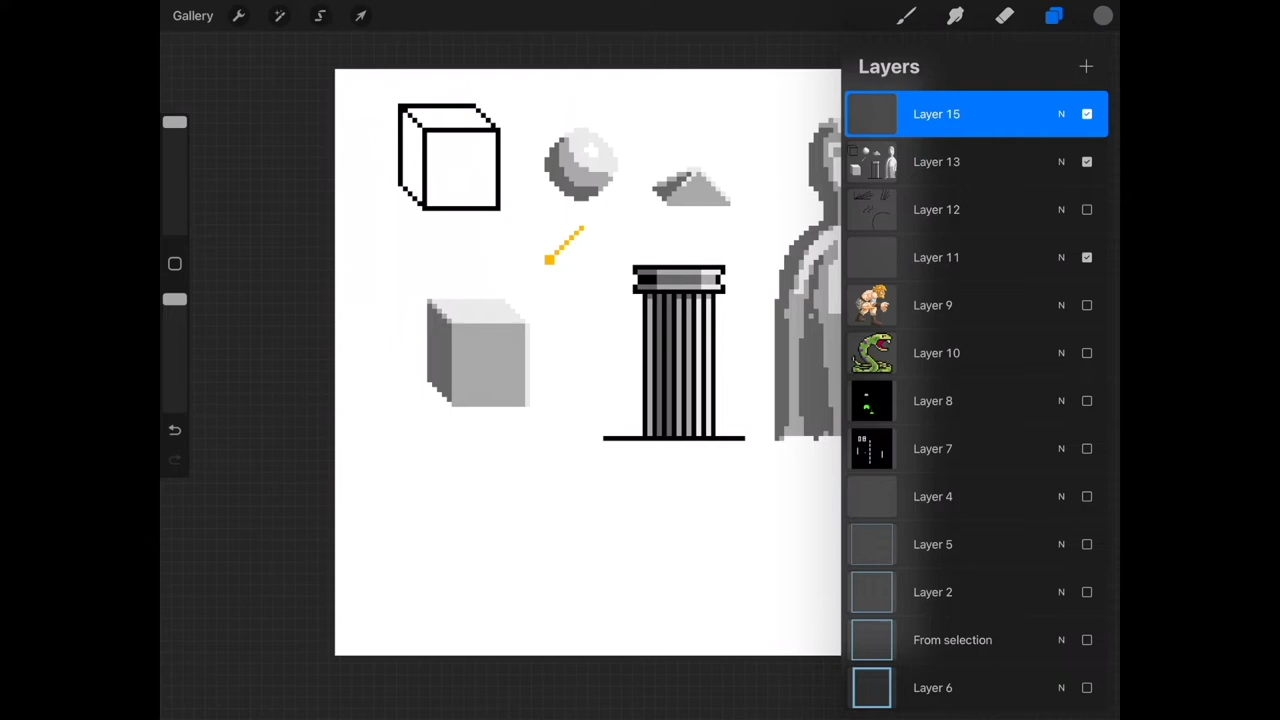 Gallery
Layers
Layer 15 N
Layer 13 N
Layer 12 N
Layer 11 N
Layer 9 N
Layer 10 N
Layer 8 N
Layer 7 N
Layer 4 N
Layer 5 N
Layer 2 N
From selection N
Layer 6 N